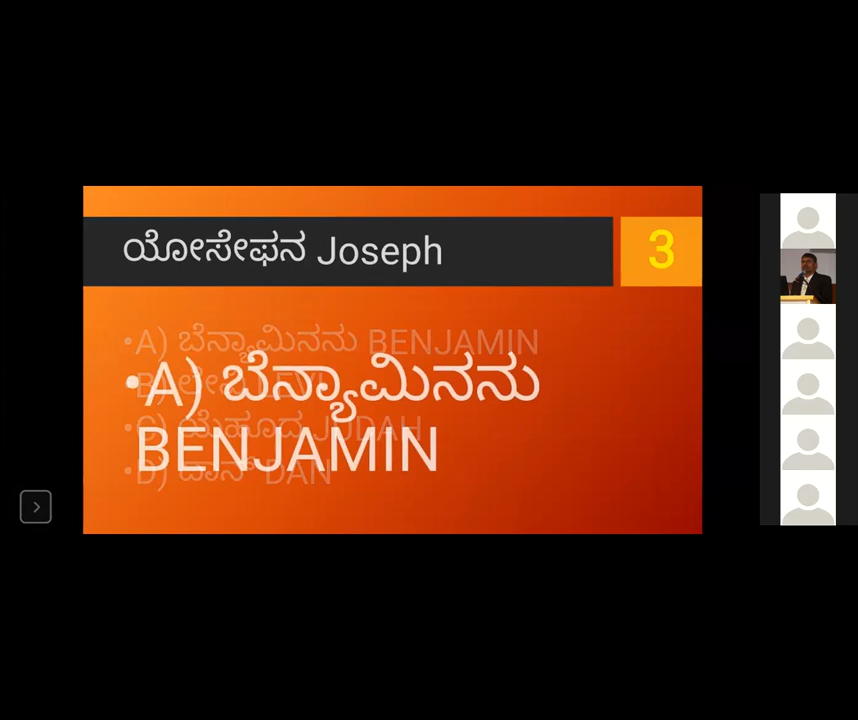 ಯೋಸೇಫನ Joseph
3
•A) ಬೆನ್ಯಾಮಿನನು BENJAMIN
•A) ಬೆನ್ಯಾಮಿನನು
BENJAMIN
•C) ಯೆಹೂದ JUDAH
•D) ದಾನ್ DAN